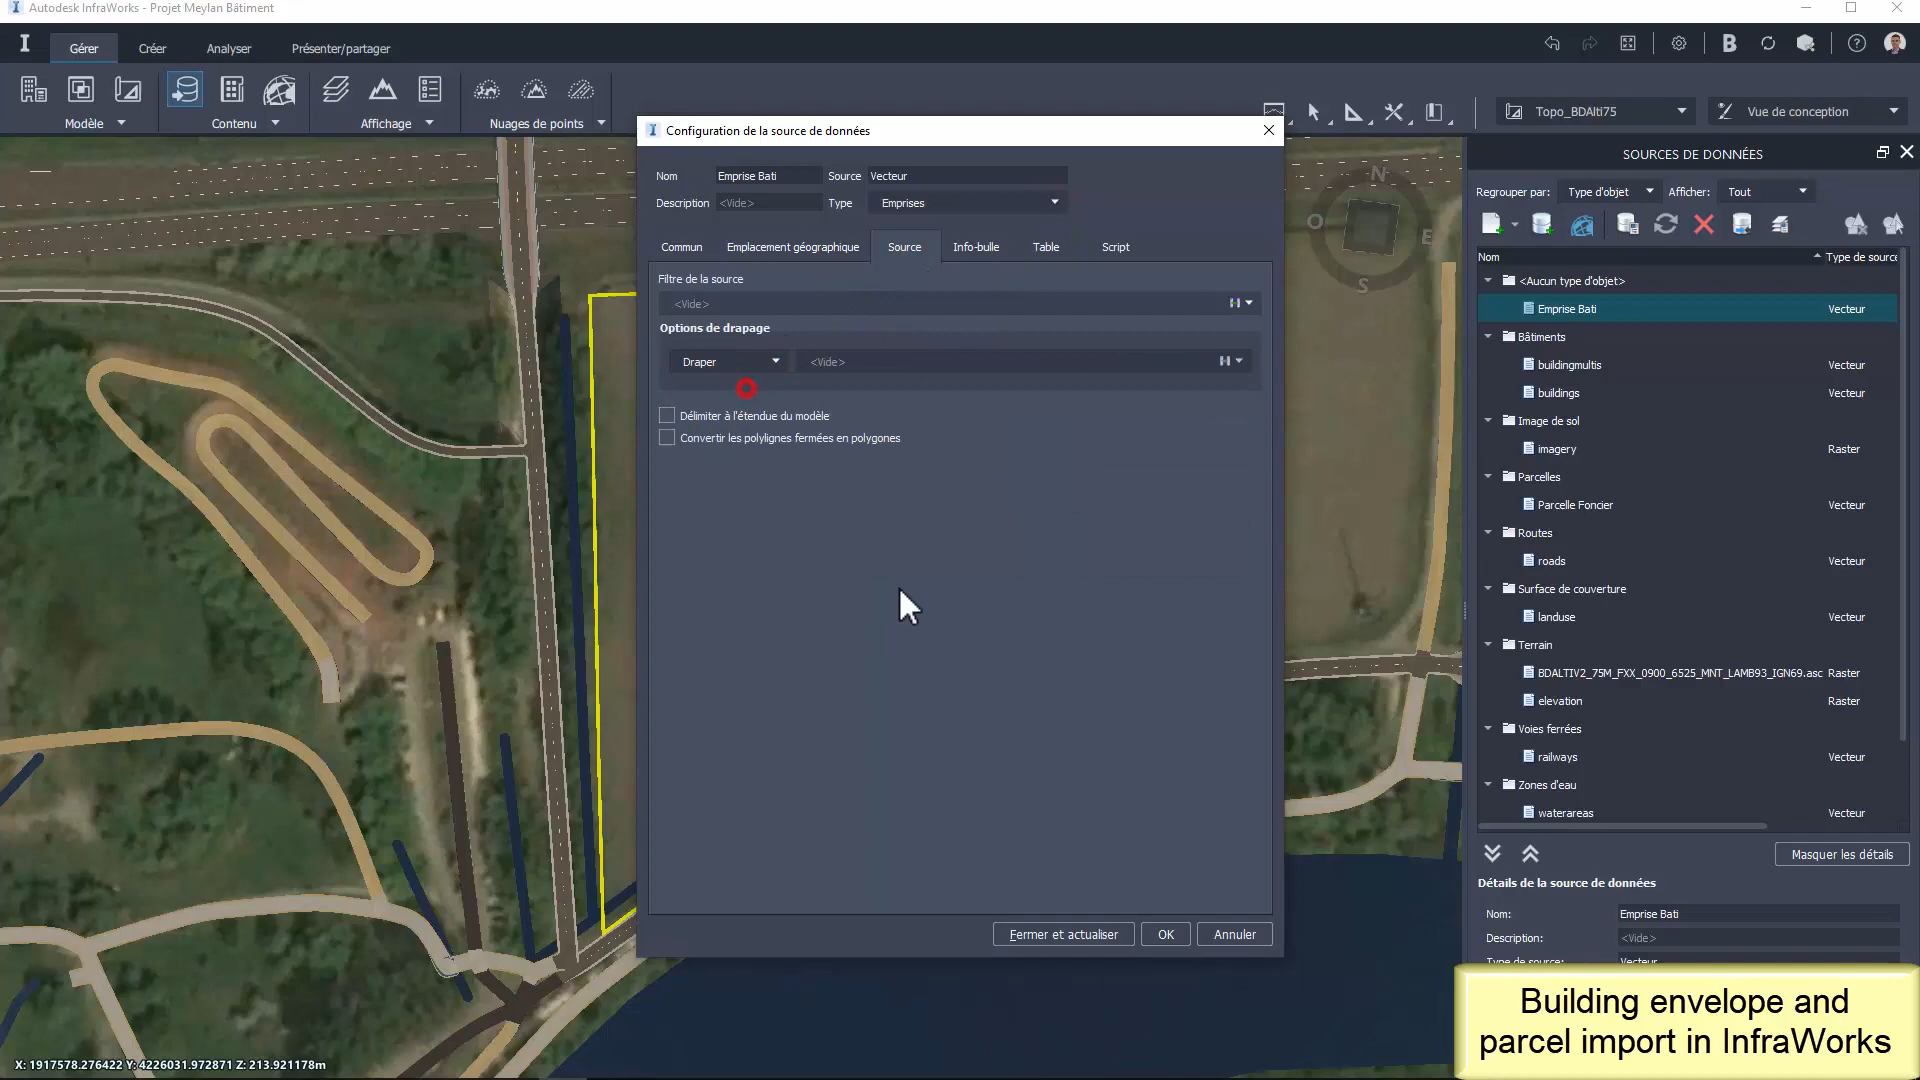 Autodesk InfraWorks - Projet Meylan Bâtiment
Gérer
Créer
Analyser
Présenter/partager
Modèle
Contenu
Affichage
Nuages de points
Topo_BDAlti75
Vue de conception
Configuration de la source de données
Nom
Emprise Bati
Source
Vecteur
Description
<Vide>
Type
Emprises
Commun
Emplacement géographique
Source
Info-bulle
Table
Script
Filtre de la source
<Vide>
Options de drapage
Draper
<Vide>
Délimiter à l'étendue du modèle
Convertir les polylignes fermées en polygones
Fermer et actualiser
OK
Annuler
N
O
E
S
SOURCES DE DONNÉES
Regrouper par:
Type d'objet
Afficher:
Tout
Nom
Type de source
<Aucun type d'objet>
Emprise Bati
Vecteur
Bâtiments
buildingmultis
Vecteur
buildings
Vecteur
Image de sol
imagery
Raster
Parcelles
Parcelle Foncier
Vecteur
Routes
roads
Vecteur
Surface de couverture
landuse
Vecteur
Terrain
BDALTIV2_75M_FXX_0900_6525_MNT_LAMB93_IGN69.asc
Raster
elevation
Raster
Voies ferrées
railways
Vecteur
Zones d'eau
waterareas
Vecteur
Masquer les détails
Détails de la source de données
Nom:
Emprise Bati
Description:
<Vide>
Type de source:
Vecteur
Building envelope and
parcel import in InfraWorks
X: 1917578.276422 Y: 4226031.972871 Z: 213.921178m